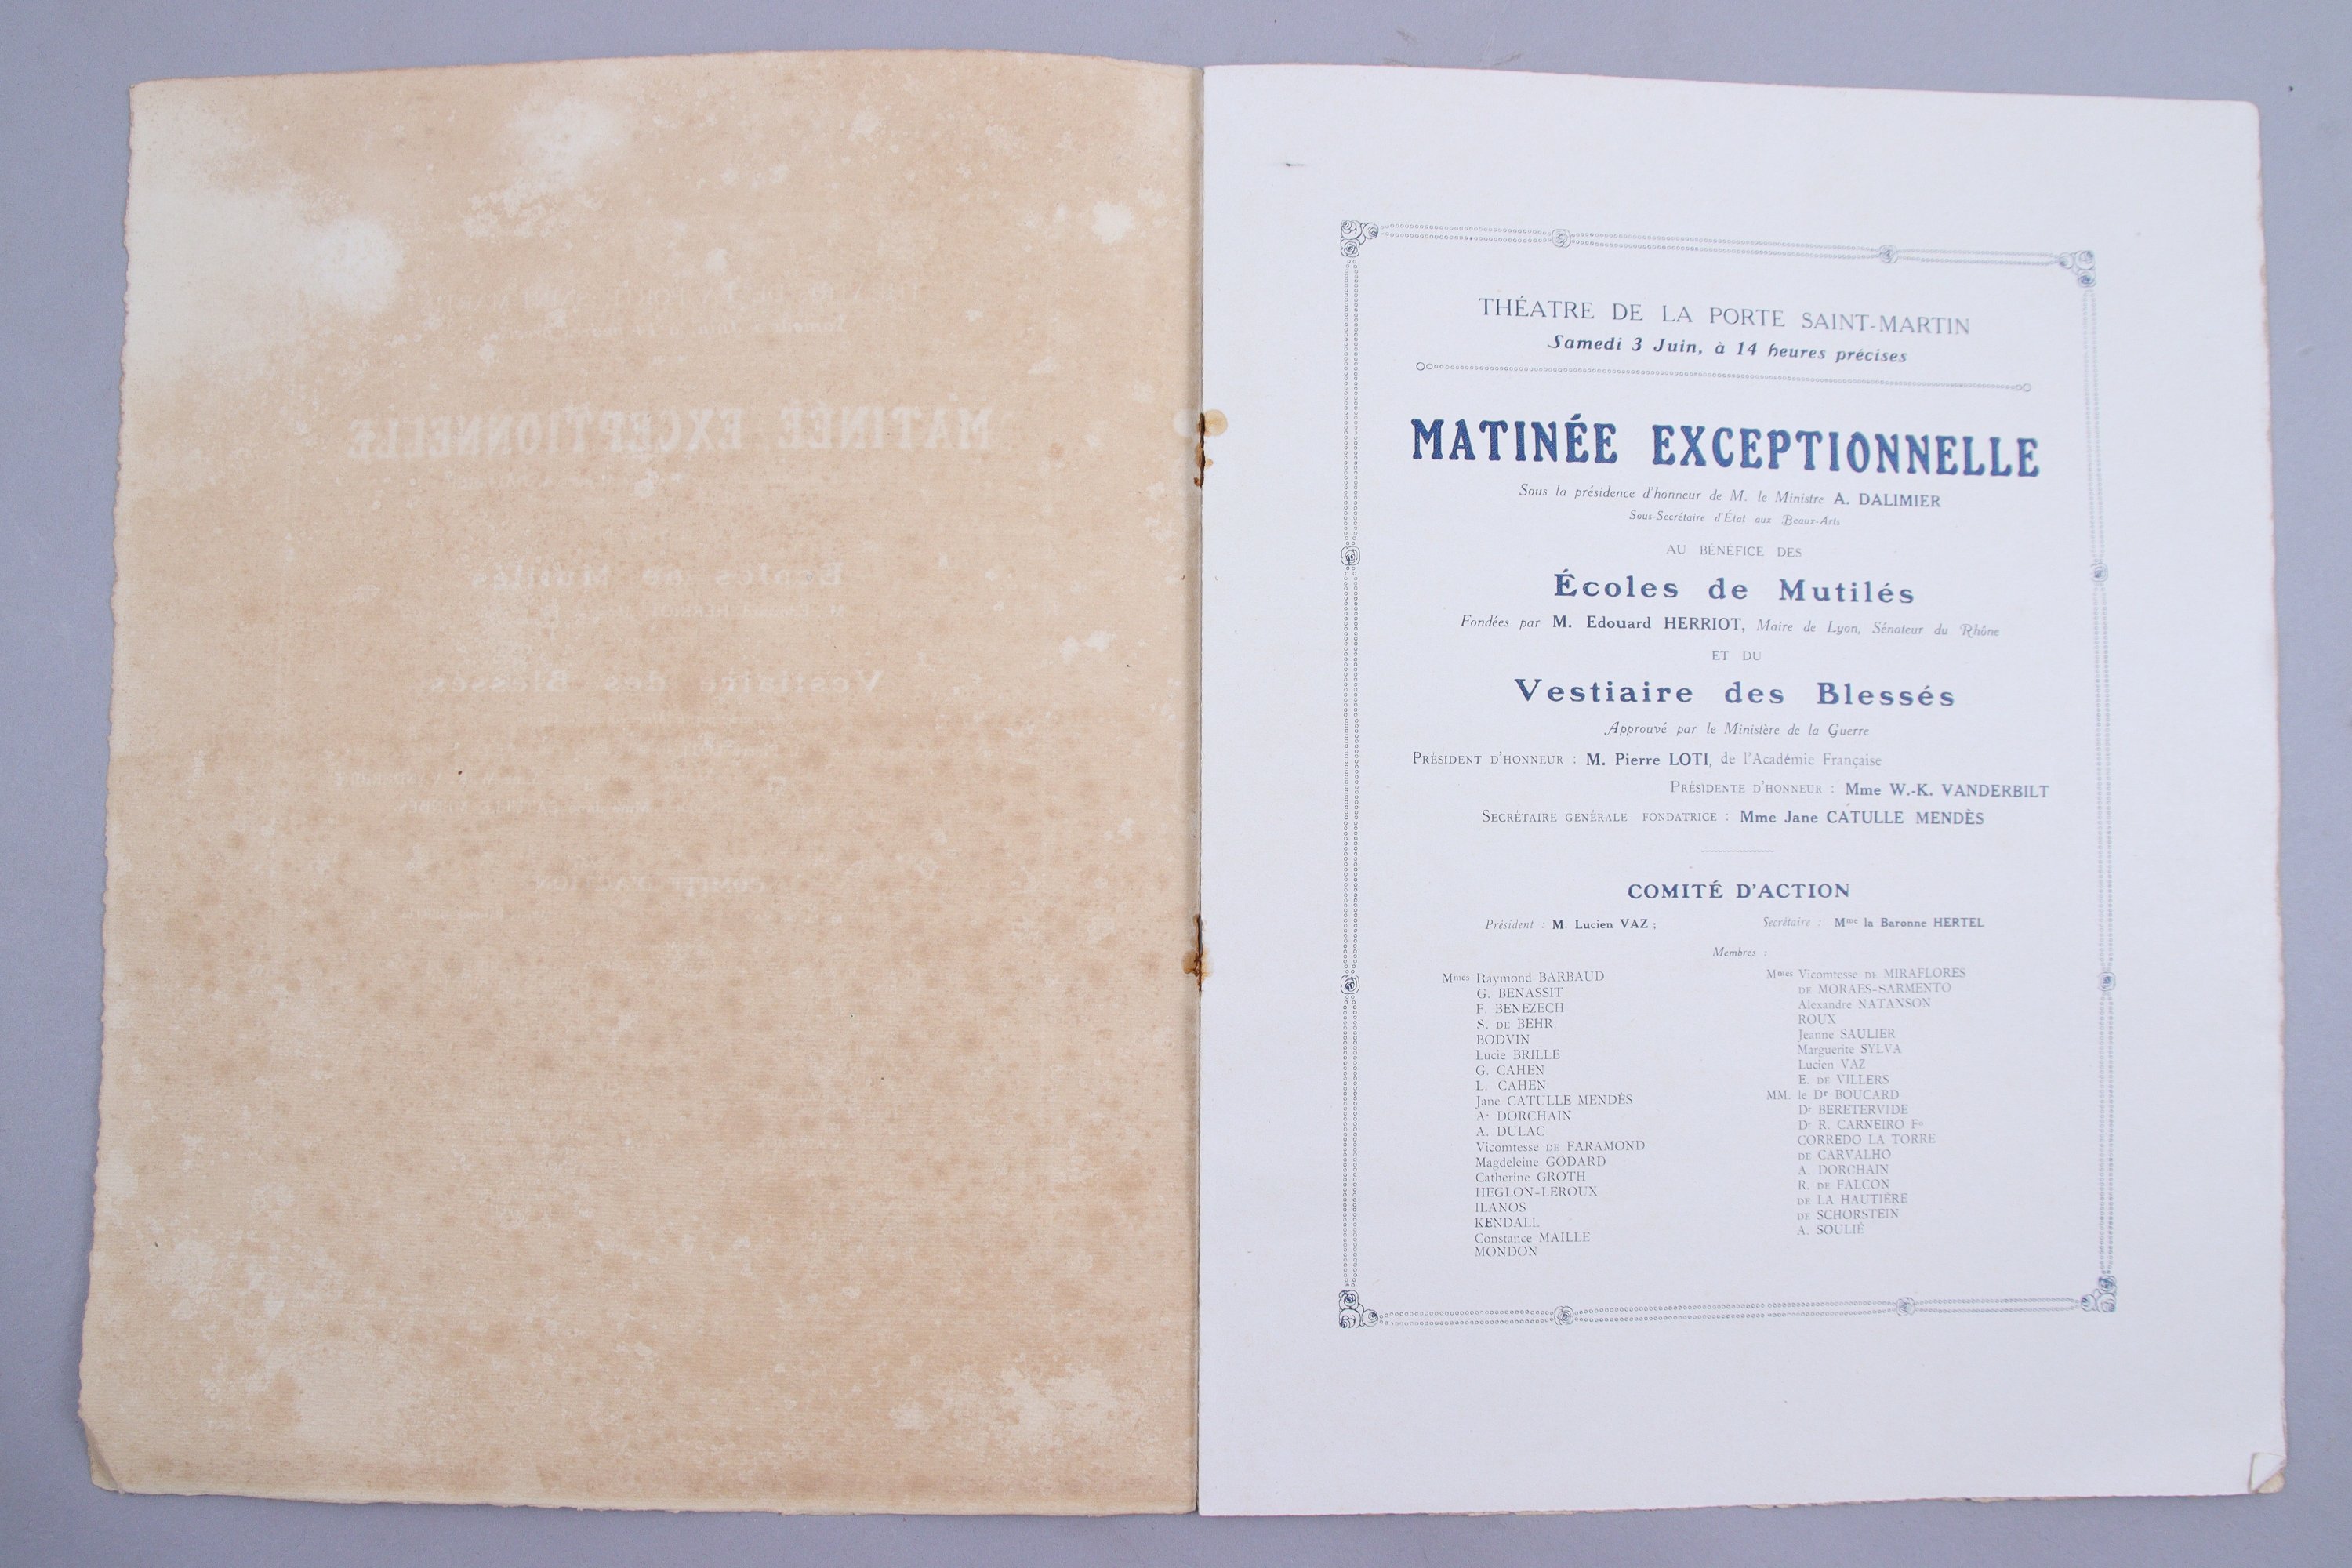 THÉATRE DE LA PORTE SAINT-MARTIN
Samedi 3 Juin, à 14 heures précises
MATINÉE EXCEPTIONNELLE
Sous la présidence d'honneur de M. le Ministre A. DALIMIER
Sous-Secrétaire d'État aux Beaux-Arts
AU BÉNÉFICE DES
Écoles de Mutilés
Fondées par M. Edouard HERRIOT, Maire de Lyon, Sénateur du Rhône
ET DU
Vestiaire des Blessés
Approuvé par le Ministère de la Guerre
PRÉSIDENT D'HONNEUR : M. Pierre LOTI, de l'Académie Française
PRÉSIDENTE D'HONNEUR : Mme W.-K. VANDERBILT
SECRÉTAIRE GÉNÉRALE FONDATRICE : Mme Jane CATULLE MENDÈS
COMITÉ D'ACTION
Président : M. Lucien VAZ ; Secrétaire : Mme la Baronne HERTEL
Membres :
Mmes Raymond BARBAUD
G. BENASSIT
F. BENEZECH
S. DE BEHR.
BODVIN
Lucie BRILLE
G. CAHEN
L. CAHEN
Jane CATULLE MENDÈS
A. DORCHAIN
A. DULAC
Vicomtesse DE FARAMOND
Magdeleine GODARD
Catherine GROTH
HEGLON-LEROUX
ILANOS
KENDALL
Constance MAILLE
MONDON
Mmes Vicomtesse DE MIRAFLORES
DE MORAES-SARMENTO
Alexandre NATANSON
ROUX
Jeanne SAULIER
Marguerite SYLVA
Lucien VAZ
E. DE VILLERS
MM. le Dr BOUCARD
Dr BERETERVIDE
Dr R. CARNEIRO Fo
CORREDO LA TORRE
DE CARVALHO
A. DORCHAIN
R. DE FALCON
DE LA HAUTIÈRE
DE SCHORSTEIN
A. SOULIÉ